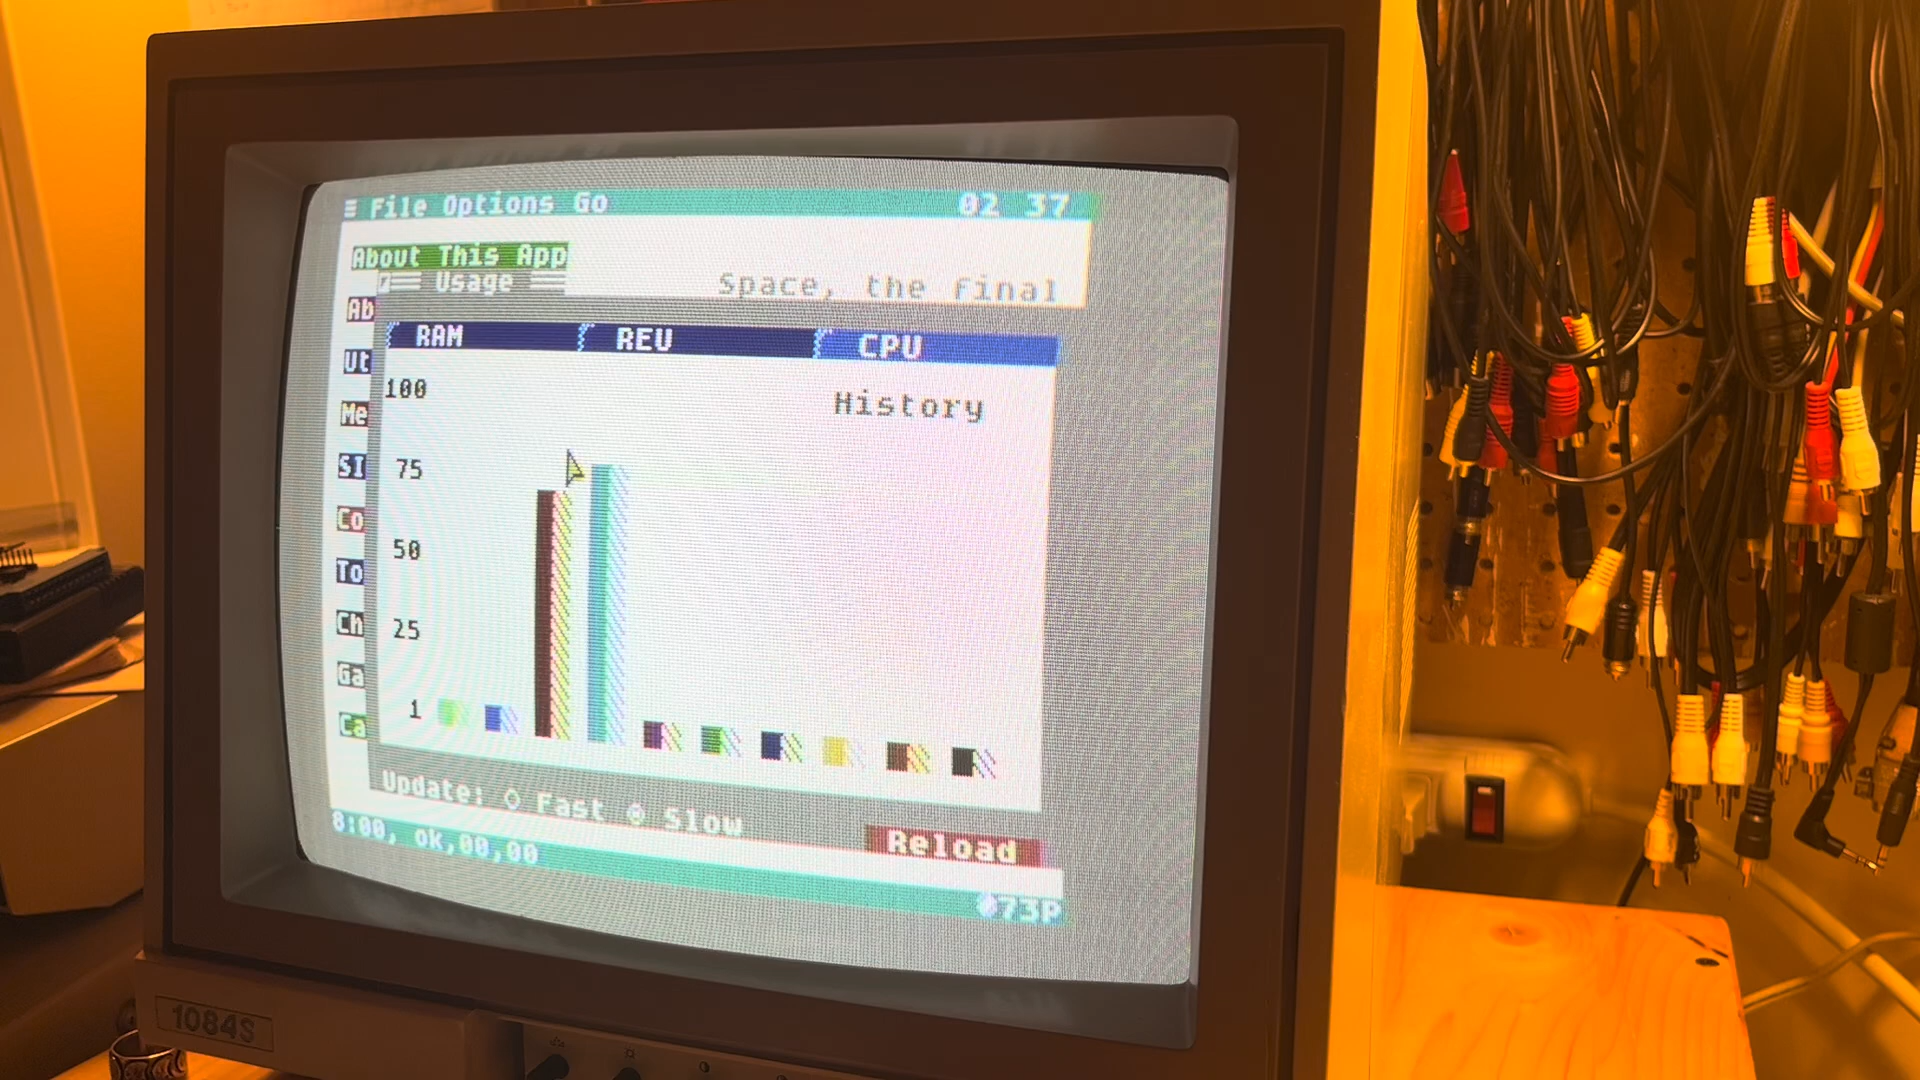 ≡ File Options Go 02 37
About This App
Usage
Space, the final
Ab
RAM REU CPU
Ut
100
History
Me
75
SI
Co
50
To
25
Ch
Ga
1
Ca
Update: Fast Slow
Reload
8:00, ok,00,00
73P
1084S